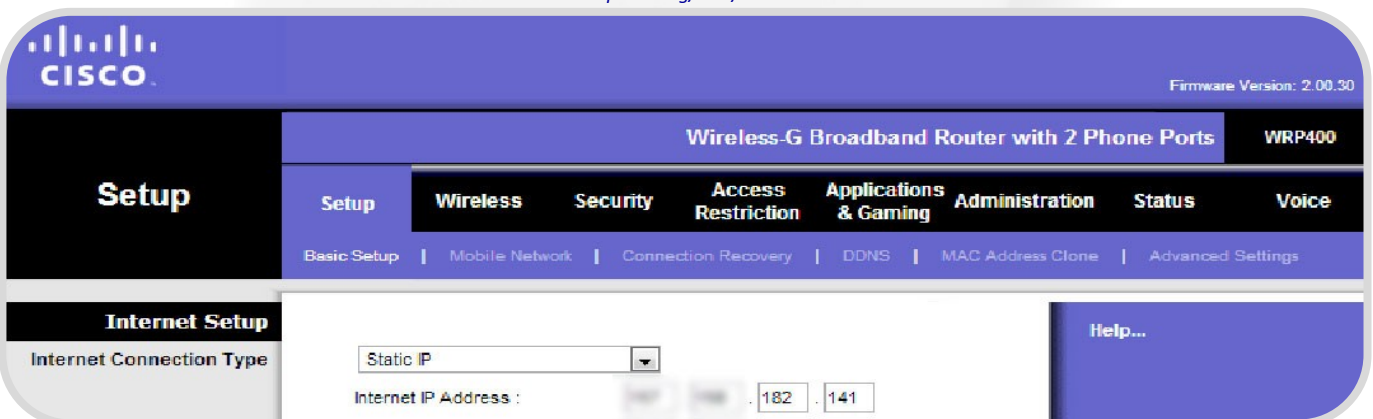 CISCO
Firmware Version: 2.00.30
Wireless-G Broadband Router with 2 Phone Ports WRP400
Setup
Setup Wireless Security Access Restriction Applications & Gaming Administration Status Voice
Basic Setup | Mobile Network | Connection Recovery | DDNS | MAC Address Clone | Advanced Settings
Internet Setup
Help...
Internet Connection Type Static IP
Internet IP Address : . 182 . 141